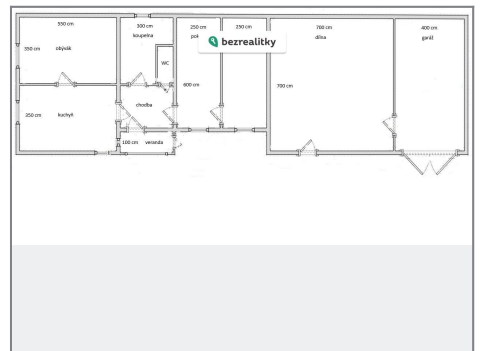 550 cm
350 cm
obývák
300 cm
koupelna
WC
250 cm
pok
250 cm
600 cm
bezrealitky
700 cm
dílna
700 cm
400 cm
garáž
350 cm
kuchyň
chodba
100 cm
veranda